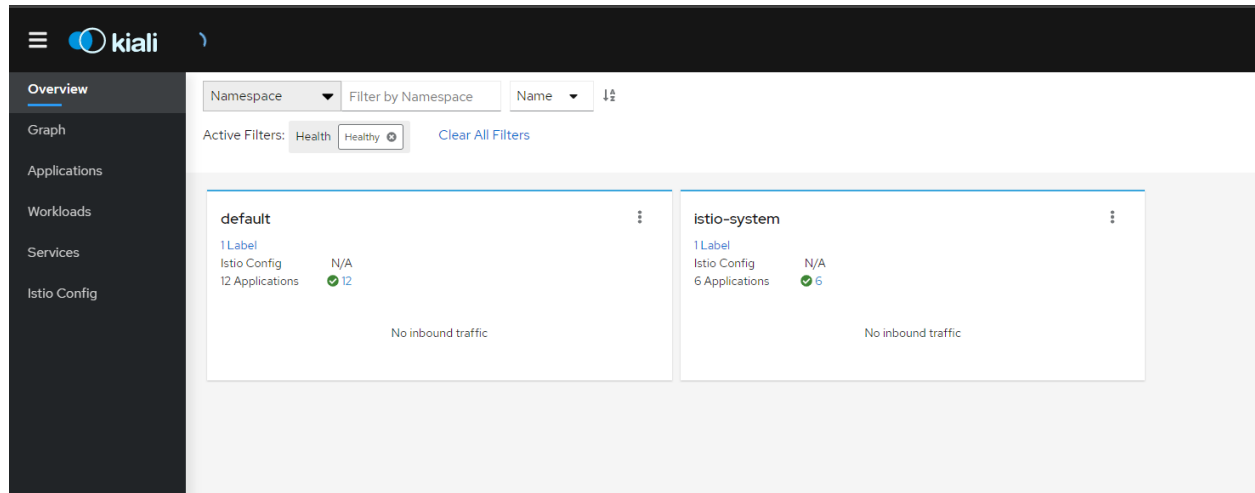 kiali
Overview
Graph
Applications
Workloads
Services
Istio Config
Namespace Filter by Namespace Name
Active Filters: Health Healthy Clear All Filters
default
1 Label
Istio Config N/A
12 Applications 12
No inbound traffic
istio-system
1 Label
Istio Config N/A
6 Applications 6
No inbound traffic